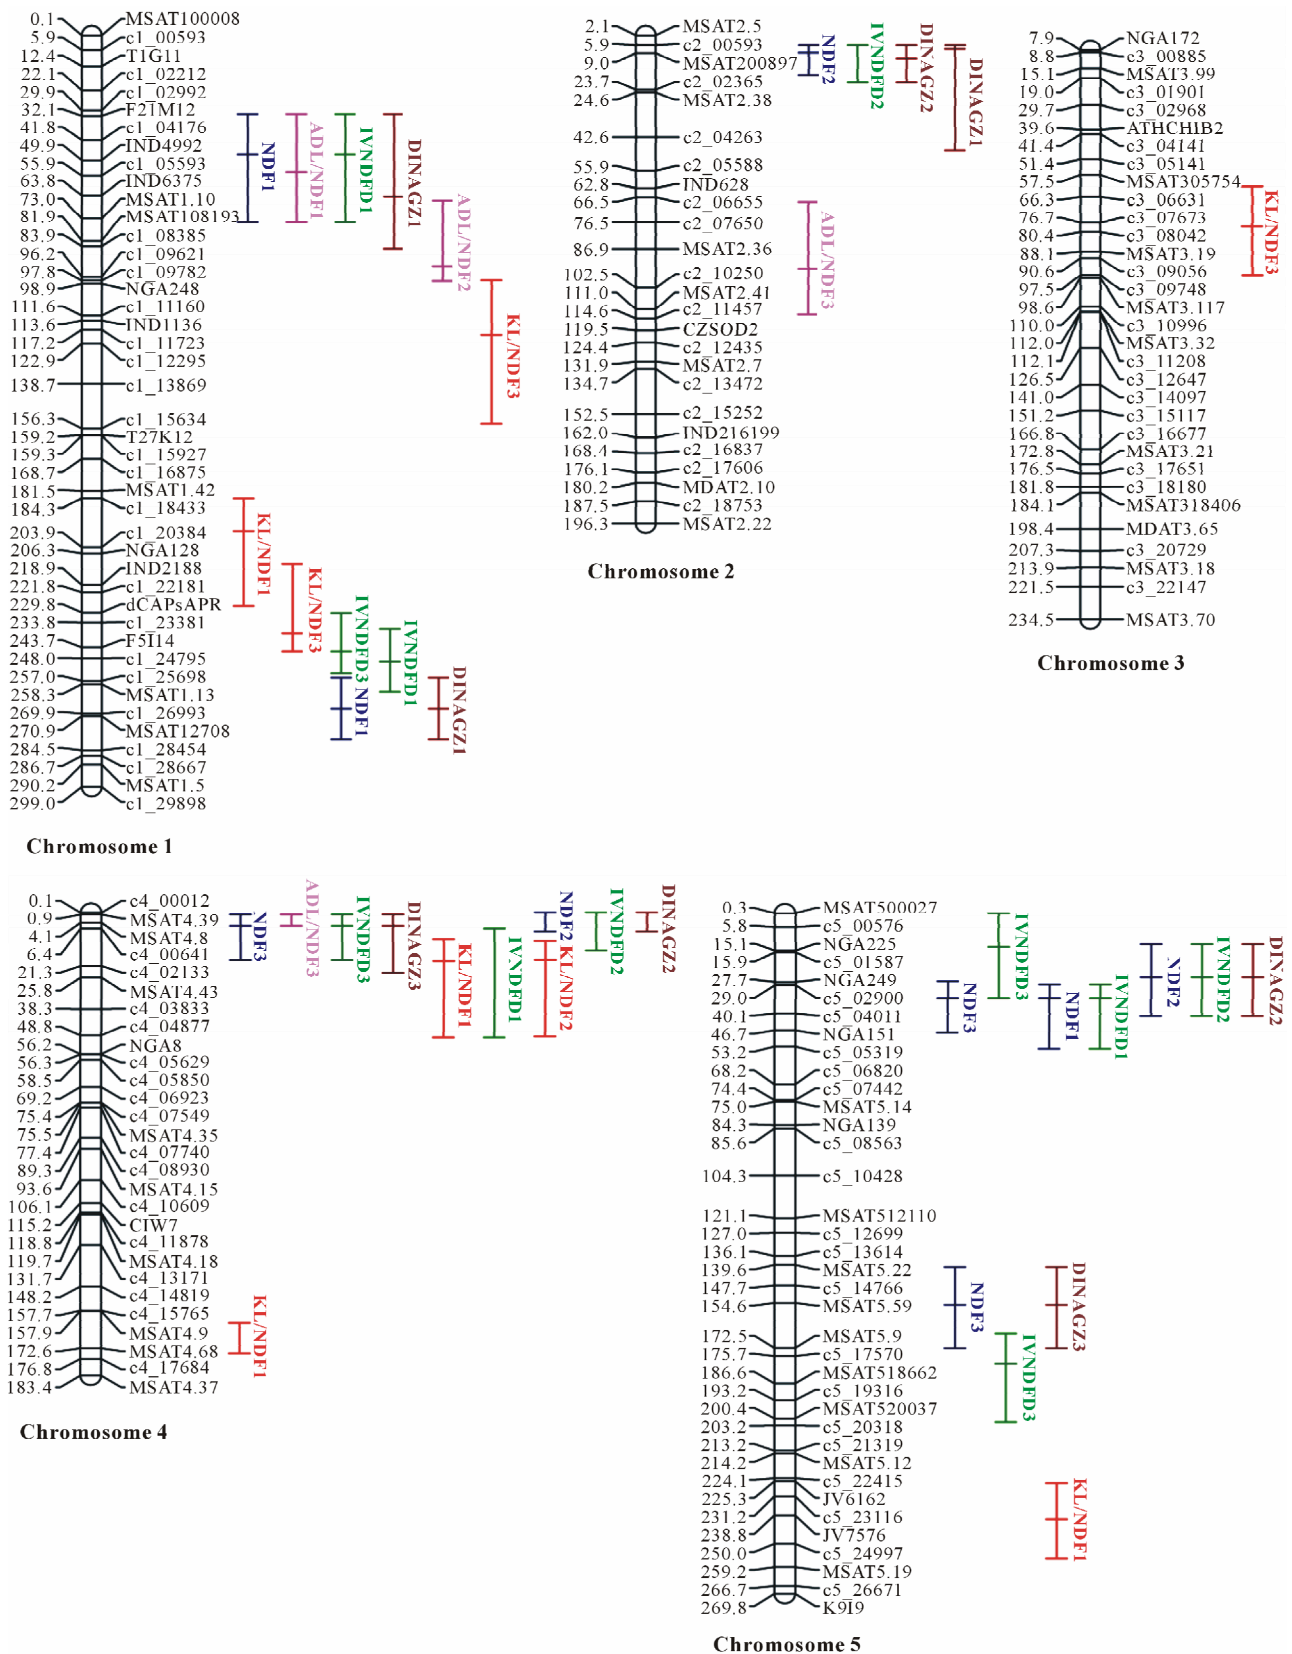 0.1 MSAT100008
5.9 c1_00593
12.4 T1G11
22.1 c1_02212
29.9 c1_02992
32.1 F21M12
41.8 c1_04176
49.9 IND4992
55.9 c1_05593
63.8 IND6375
73.0 MSAT1.10
81.9 MSAT108193
83.9 c1_08385
96.2 c1_09621
97.8 c1_09782
98.9 NGA248
111.6 c1_11160
113.6 IND1136
117.2 c1_11723
122.9 c1_12295
138.7 c1_13869
156.3 c1_15634
159.2 T27K12
159.3 c1_15927
168.7 c1_16875
181.5 MSAT1.42
184.3 c1_18433
203.9 c1_20384
206.3 NGA128
218.9 IND2188
221.8 c1_22181
229.8 dCAPsAPR
233.8 c1_23381
243.7 F5I14
248.0 c1_24795
257.0 c1_25698
258.3 MSAT1.13
269.9 c1_26993
270.9 MSAT12708
284.5 c1_28454
286.7 c1_28667
290.2 MSAT1.5
299.0 c1_29898
NDF1
ADL/NDF1
IVNDFD1
DINAGZ1
ADL/NDF2
KL/NDF3
KL/NDF1
KL/NDF3
IVNDFD3
IVNDFD1
NDF1
DINAGZ1
Chromosome 1
2.1 MSAT2.5
5.9 c2_00593
9.0 MSAT200897
23.7 c2_02365
24.6 MSAT2.38
42.6 c2_04263
55.9 c2_05588
62.8 IND628
66.5 c2_06655
76.5 c2_07650
86.9 MSAT2.36
102.5 c2_10250
111.0 MSAT2.41
114.6 c2_11457
119.5 CZSOD2
124.4 c2_12435
131.9 MSAT2.7
134.7 c2_13472
152.5 c2_15252
162.0 IND216199
168.4 c2_16837
176.1 c2_17606
180.2 MDAT2.10
187.5 c2_18753
196.3 MSAT2.22
NDF2
IVNDFD2
DINAGZ2
DINAGZ1
ADL/NDF3
Chromosome 2
7.9 NGA172
8.8 c3_00885
15.1 MSAT3.99
19.0 c3_01901
29.7 c3_02968
39.6 ATHCHIB2
41.4 c3_04141
51.4 c3_05141
57.5 MSAT305754
66.3 c3_06631
76.7 c3_07673
80.4 c3_08042
88.1 MSAT3.19
90.6 c3_09056
97.5 c3_09748
98.6 MSAT3.117
110.0 c3_10996
112.0 MSAT3.32
112.1 c3_11208
126.5 c3_12647
141.0 c3_14097
151.2 c3_15117
166.8 c3_16677
172.8 MSAT3.21
176.5 c3_17651
181.8 c3_18180
184.1 MSAT318406
198.4 MDAT3.65
207.3 c3_20729
213.9 MSAT3.18
221.5 c3_22147
234.5 MSAT3.70
KL/NDF3
Chromosome 3
0.1 c4_00012
0.9 MSAT4.39
4.1 MSAT4.8
6.4 c4_00641
21.3 c4_02133
25.8 MSAT4.43
38.3 c4_03833
48.8 c4_04877
56.2 NGA8
56.3 c4_05629
58.5 c4_05850
69.2 c4_06923
75.4 c4_07549
75.5 MSAT4.35
77.4 c4_07740
89.3 c4_08930
93.6 MSAT4.15
106.1 c4_10609
115.2 CIW7
118.8 c4_11878
119.7 MSAT4.18
131.7 c4_13171
148.2 c4_14819
157.7 c4_15765
157.9 MSAT4.9
172.6 MSAT4.68
176.8 c4_17684
183.4 MSAT4.37
NDF3
ADL/NDF3
IVNDFD3
DINAGZ3
KL/NDF1
IVNDFD1
NDF2
KL/NDF2
IVNDFD2
DINAGZ2
KL/NDF1
Chromosome 4
0.3 MSAT500027
5.8 c5_00576
15.1 NGA225
15.9 c5_01587
27.7 NGA249
29.0 c5_02900
40.1 c5_04011
46.7 NGA151
53.2 c5_05319
68.2 c5_06820
74.4 c5_07442
75.0 MSAT5.14
84.3 NGA139
85.6 c5_08563
104.3 c5_10428
121.1 MSAT512110
127.0 c5_12699
136.1 c5_13614
139.6 MSAT5.22
147.7 c5_14766
154.6 MSAT5.59
172.5 MSAT5.9
175.7 c5_17570
186.6 MSAT518662
193.2 c5_19316
200.4 MSAT520037
203.2 c5_20318
213.2 c5_21319
214.2 MSAT5.12
224.1 c5_22415
225.3 JV6162
231.2 c5_23116
238.8 JV7576
250.0 c5_24997
259.2 MSAT5.19
266.7 c5_26671
269.8 K9I9
NDF3
IVNDFD3
NDF1
IVNDFD1
NDF2
IVNDFD2
DINAGZ2
NDF3
IVNDFD3
DINAGZ3
KL/NDF1
Chromosome 5